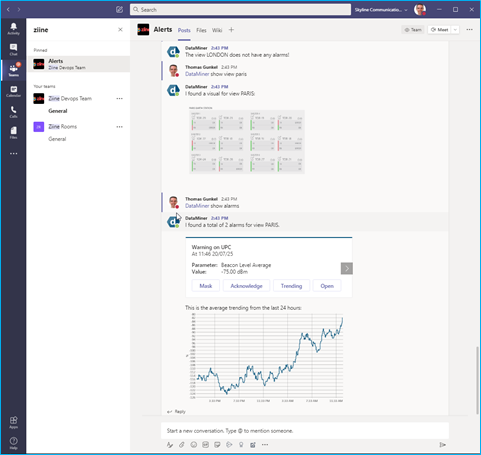 Search
Skyline Communicatio...
Activity
Chat
Teams
Calendar
Calls
Files
Apps
Help
ziine
Pinned
Alerts
Ziine Devops Team
Your teams
Ziine Devops Team
General
Ziine Rooms
General
Alerts Posts Files Wiki
Team
Meet
DataMiner 2:43 PM
The view LONDON does not have any alarms!
Thomas Gunkel 2:43 PM
DataMiner show view paris
DataMiner 2:43 PM
I found a visual for view PARIS:
Thomas Gunkel 2:43 PM
DataMiner show alarms
DataMiner 2:43 PM
I found a total of 2 alarms for view PARIS.
Warning on UPC
At 11:46 20/07/25
Parameter: Beacon Level Average
Value: -75.00 dBm
Mask Acknowledge Trending Open
This is the average trending from the last 24 hours:
Reply
Start a new conversation. Type @ to mention someone.